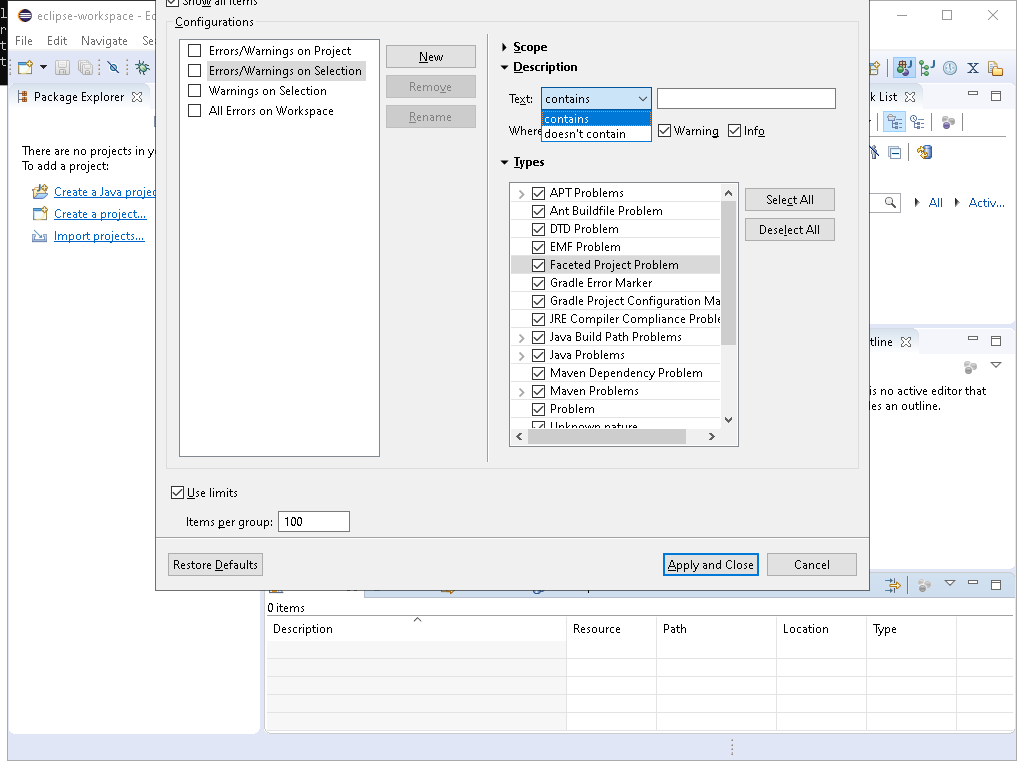 Show all items
eclipse-workspace - Ec
File Edit Navigate Se
Configurations
Errors/Warnings on Project
Errors/Warnings on Selection
Warnings on Selection
All Errors on Workspace
New
Remove
Rename
Scope
Description
Text: contains
contains
doesn't contain
Where
Warning
Info
Types
APT Problems
Ant Buildfile Problem
DTD Problem
EMF Problem
Faceted Project Problem
Gradle Error Marker
Gradle Project Configuration Ma
JRE Compiler Compliance Proble
Java Build Path Problems
Java Problems
Maven Dependency Problem
Maven Problems
Problem
Unknown nature
Select All
Deselect All
Use limits
Items per group: 100
Restore Defaults
Apply and Close
Cancel
Package Explorer
There are no projects in y
To add a project:
Create a Java projec
Create a project...
Import projects...
k List
All
Activ...
tline
is no active editor that
les an outline.
0 items
Description Resource Path Location Type